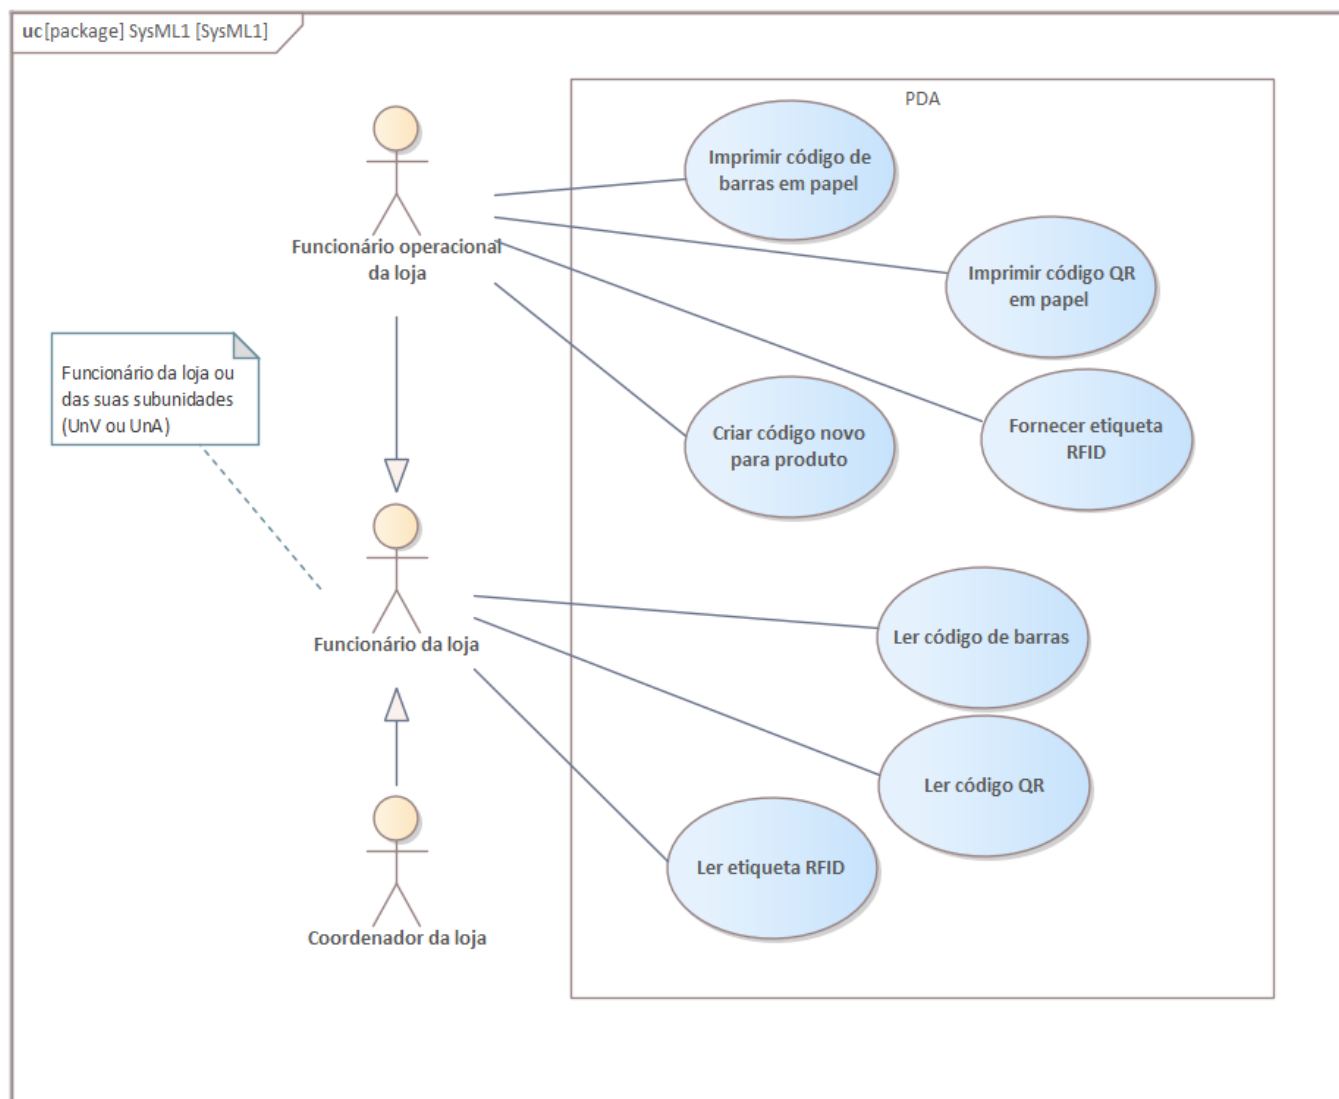 uc [package] SysML1 [SysML1]
PDA
Imprimir código de
barras em papel
Funcionário operacional
da loja
Imprimir código QR
em papel
Funcionário da loja ou
das suas subunidades
(UnV ou UnA)
Criar código novo
para produto
Fornecer etiqueta
RFID
Funcionário da loja
Ler código de barras
Ler código QR
Ler etiqueta RFID
Coordenador da loja